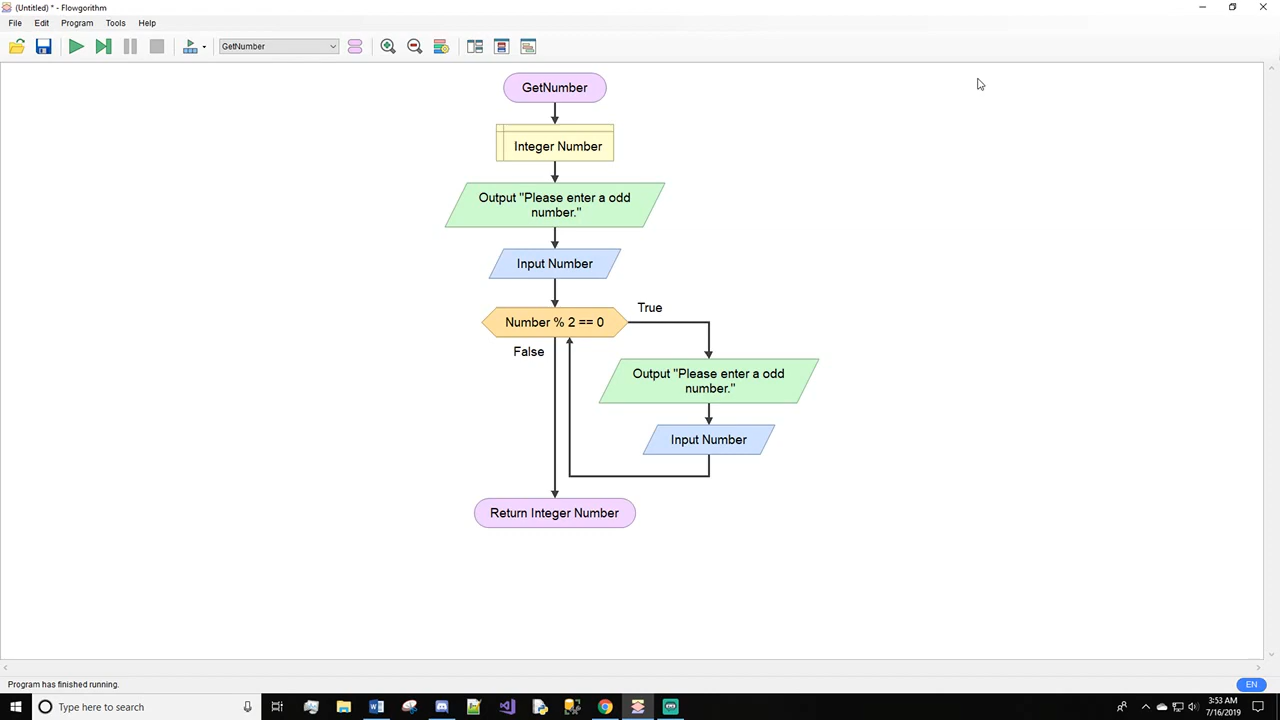 (Untitled) * - Flowgorithm
File Edit Program Tools Help
GetNumber
GetNumber
Integer Number
Output "Please enter a odd
number."
Input Number
Number % 2 == 0
True
False
Output "Please enter a odd
number."
Input Number
Return Integer Number
Program has finished running.
EN
Type here to search
3:53 AM
7/16/2019